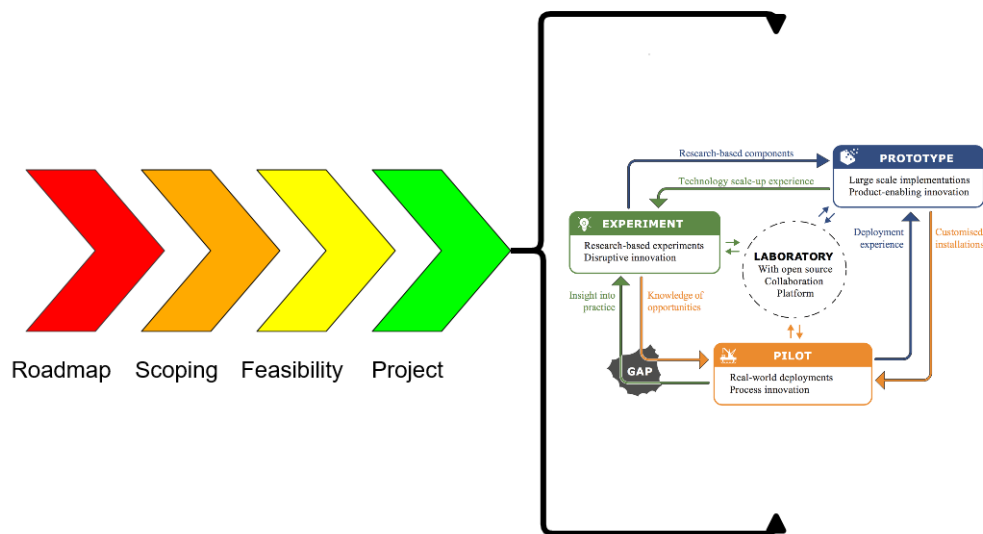 Roadmap
Scoping
Feasibility
Project
Research-based components
PROTOTYPE
Large scale implementations
Product-enabling innovation
Technology scale-up experience
EXPERIMENT
Research-based experiments
Disruptive innovation
LABORATORY
With open source
Collaboration
Platform
Deployment
experience
Customised
installations
Insight into
practice
Knowledge of
opportunities
GAP
PILOT
Real-world deployments
Process innovation